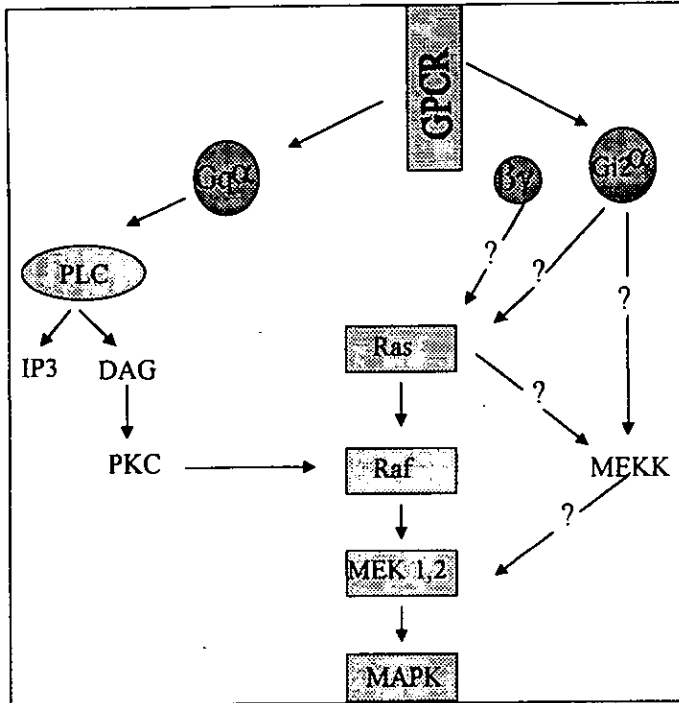 GPCR
Gqα
βγ
Gi2α
PLC
?
?
?
IP3
DAG
Ras
?
PKC
Raf
MEKK
?
MEK 1,2
MAPK